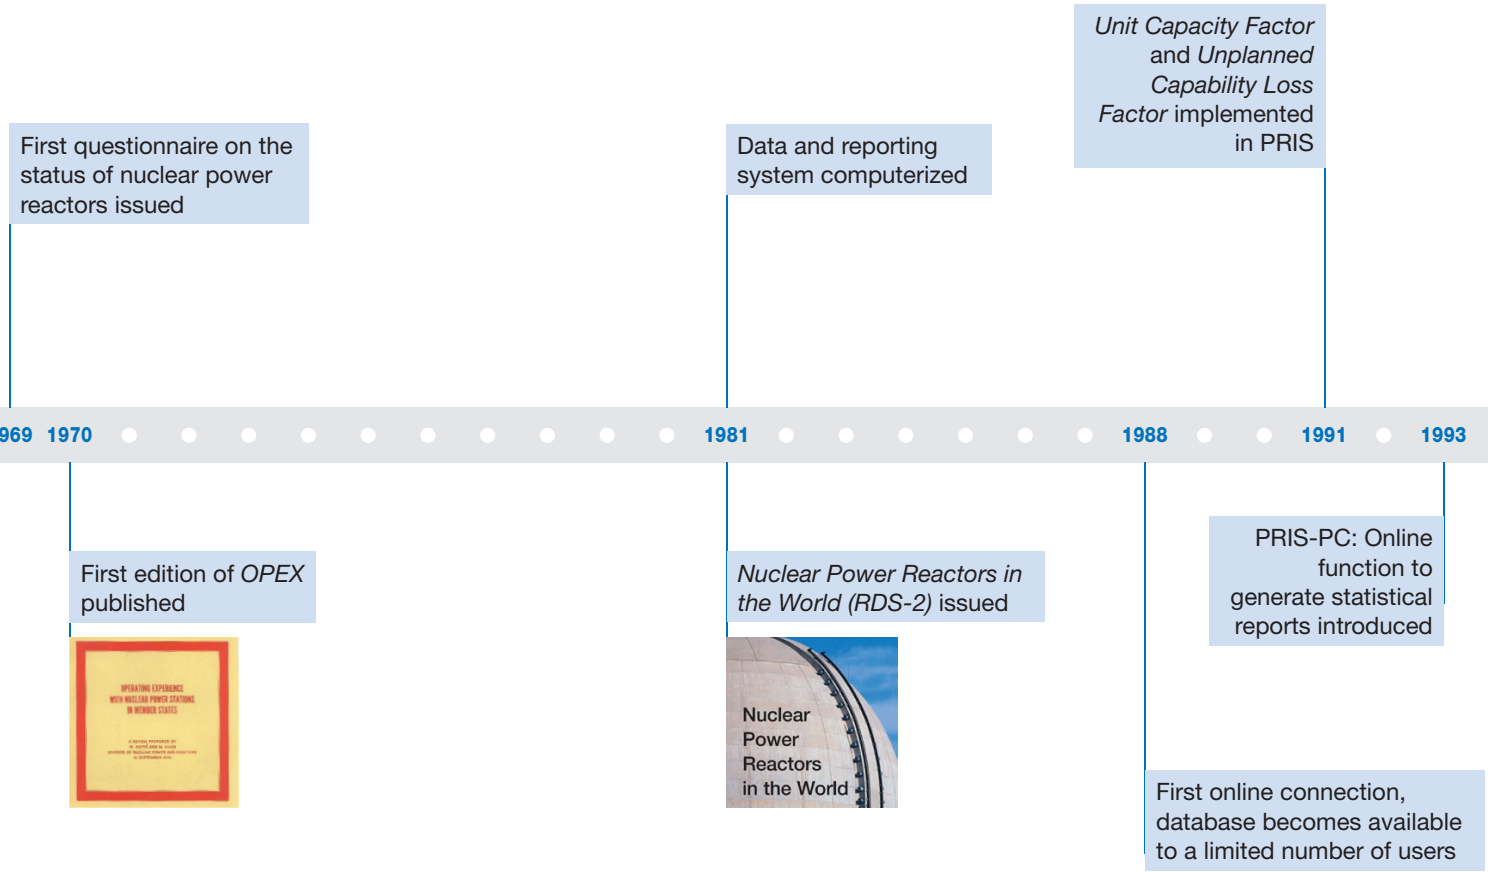 Unit Capacity Factor
and Unplanned
Capability Loss
Factor implemented
in PRIS
First questionnaire on the
status of nuclear power
reactors issued
Data and reporting
system computerized
969 1970 1981 1988 1991 1993
First edition of OPEX
published
Nuclear Power Reactors in
the World (RDS-2) issued
PRIS-PC: Online
function to
generate statistical
reports introduced
OPERATING EXPERIENCE
WITH NUCLEAR POWER STATIONS
IN MEMBER STATES
Nuclear
Power
Reactors
in the World
First online connection,
database becomes available
to a limited number of users